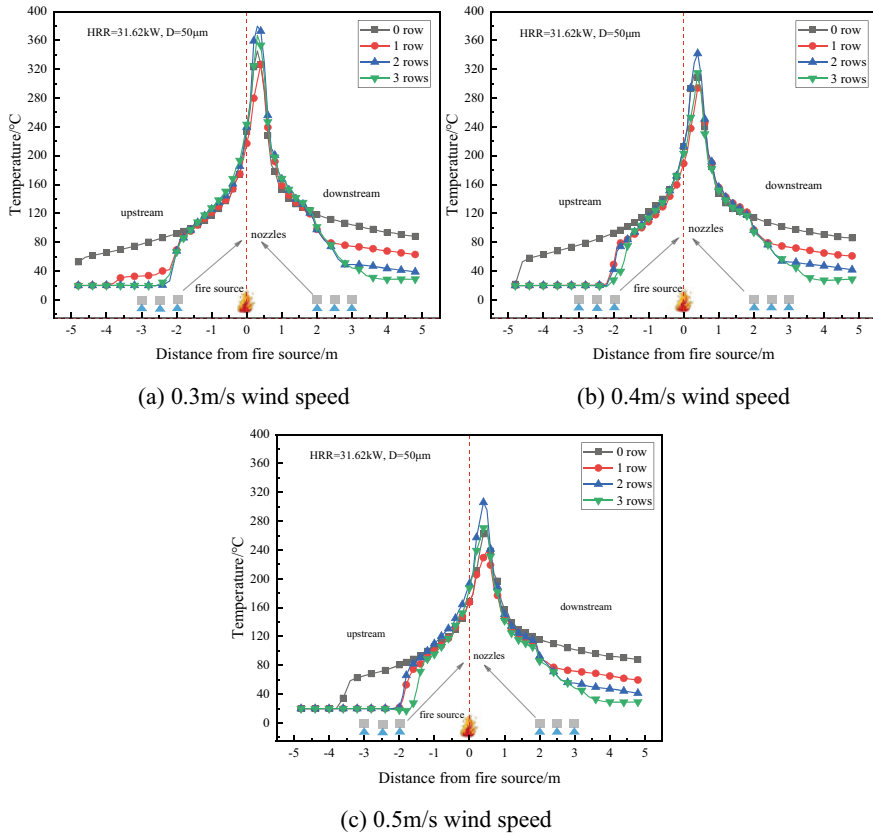 HRR=31.62kW, D=50μm
0 row
1 row
2 rows
3 rows
Temperature/°C
400
360
320
280
240
200
160
120
80
40
0
upstream
downstream
nozzles
fire source
-5 -4 -3 -2 -1 0 1 2 3 4 5
Distance from fire source/m
(a) 0.3m/s wind speed
HRR=31.62kW, D=50μm
0 row
1 row
2 rows
3 rows
Temperature/°C
400
360
320
280
240
200
160
120
80
40
0
upstream
downstream
nozzles
fire source
-5 -4 -3 -2 -1 0 1 2 3 4 5
Distance from fire source/m
(b) 0.4m/s wind speed
HRR=31.62kW, D=50μm
0 row
1 row
2 rows
3 rows
Temperature/°C
400
360
320
280
240
200
160
120
80
40
0
upstream
downstream
nozzles
fire source
-5 -4 -3 -2 -1 0 1 2 3 4 5
Distance from fire source/m
(c) 0.5m/s wind speed